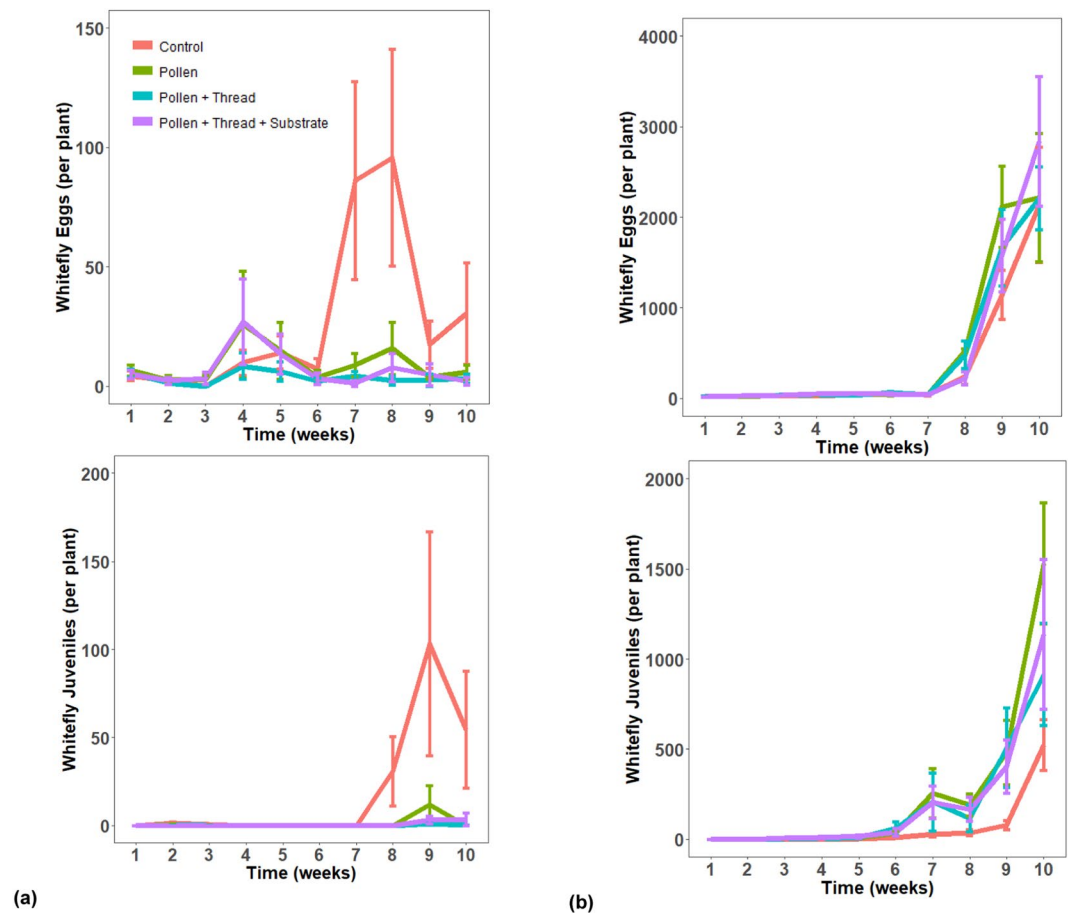 150
100
50
0
Whitefly Eggs (per plant)
Control
Pollen
Pollen + Thread
Pollen + Thread + Substrate
1 2 3 4 5 6 7 8 9 10
Time (weeks)
4000
3000
2000
1000
0
Whitefly Eggs (per plant)
1 2 3 4 5 6 7 8 9 10
Time (weeks)
200
150
100
50
0
Whitefly Juveniles (per plant)
1 2 3 4 5 6 7 8 9 10
Time (weeks)
2000
1500
1000
500
0
Whitefly Juveniles (per plant)
1 2 3 4 5 6 7 8 9 10
Time (weeks)
(a)
(b)